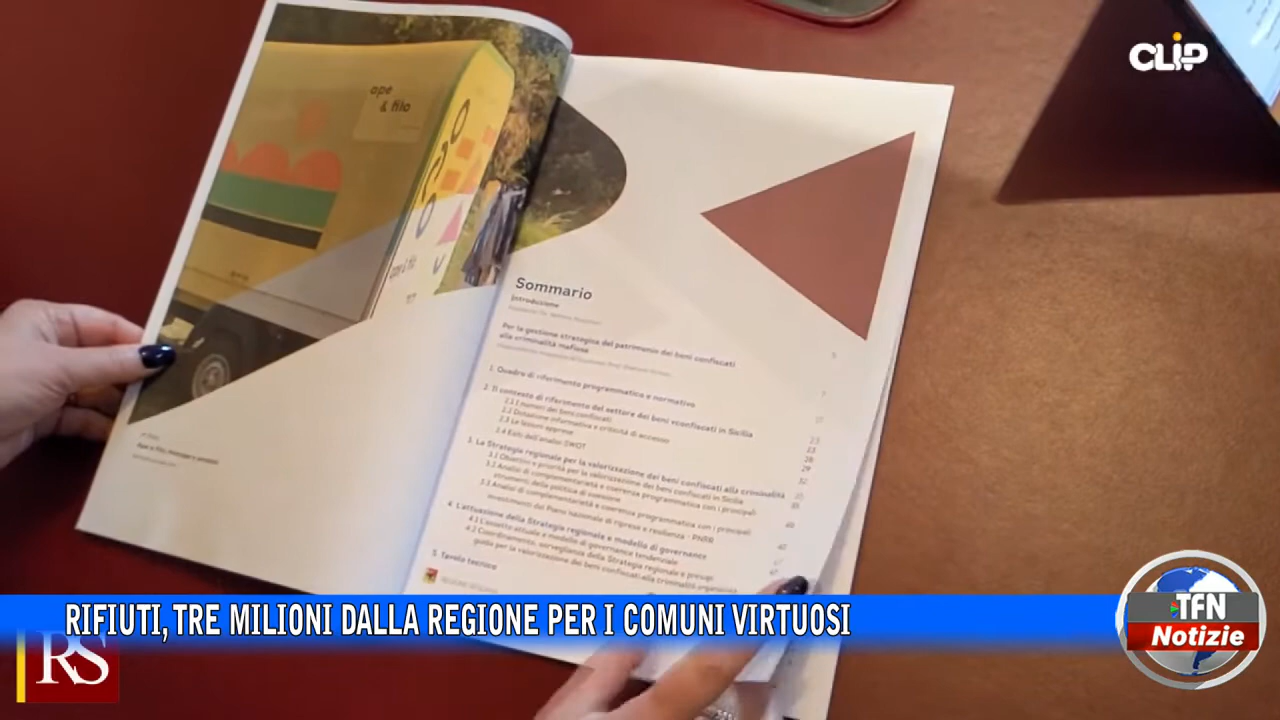 CLIP
ape
& filo
Sommario
Introduzione
Per la gestione strategica del patrimonio dei beni confiscati
alla criminalità mafiosa
1. Quadro di riferimento programmatico e normativo
2. Il contesto di riferimento del settore dei beni confiscati in Sicilia
2.1 I numeri dei beni confiscati
2.2 Dotazione informativa e criticità di accesso
2.3 Le lezioni apprese
2.4 Esiti dell'analisi SWOT
3. La Strategia regionale per la valorizzazione dei beni confiscati alla criminalità
3.1 Obiettivi e priorità per la valorizzazione dei beni confiscati in Sicilia
3.2 Analisi di complementarietà e coerenza programmatica con i principali
strumenti della politica di coesione
3.3 Analisi di complementarietà e coerenza programmatica con i principali
investimenti del Piano nazionale di ripresa e resilienza - PNRR
4. L'attuazione della Strategia regionale e modello di governance
4.1 L'assetto attuale e modello di governance tendenziale
4.2 Coordinamento, sorveglianza della Strategia regionale e presupp
guida per la valorizzazione dei beni confiscati alla criminalità organizzata
5. Tavolo tecnico
RIFIUTI, TRE MILIONI DALLA REGIONE PER I COMUNI VIRTUOSI
RS
TFN
Notizie